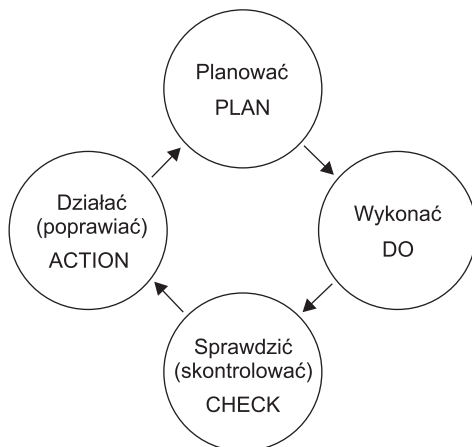 Planować
PLAN
Wykonać
DO
Sprawdzić
(skontrolować)
CHECK
Działać
(poprawiać)
ACTION